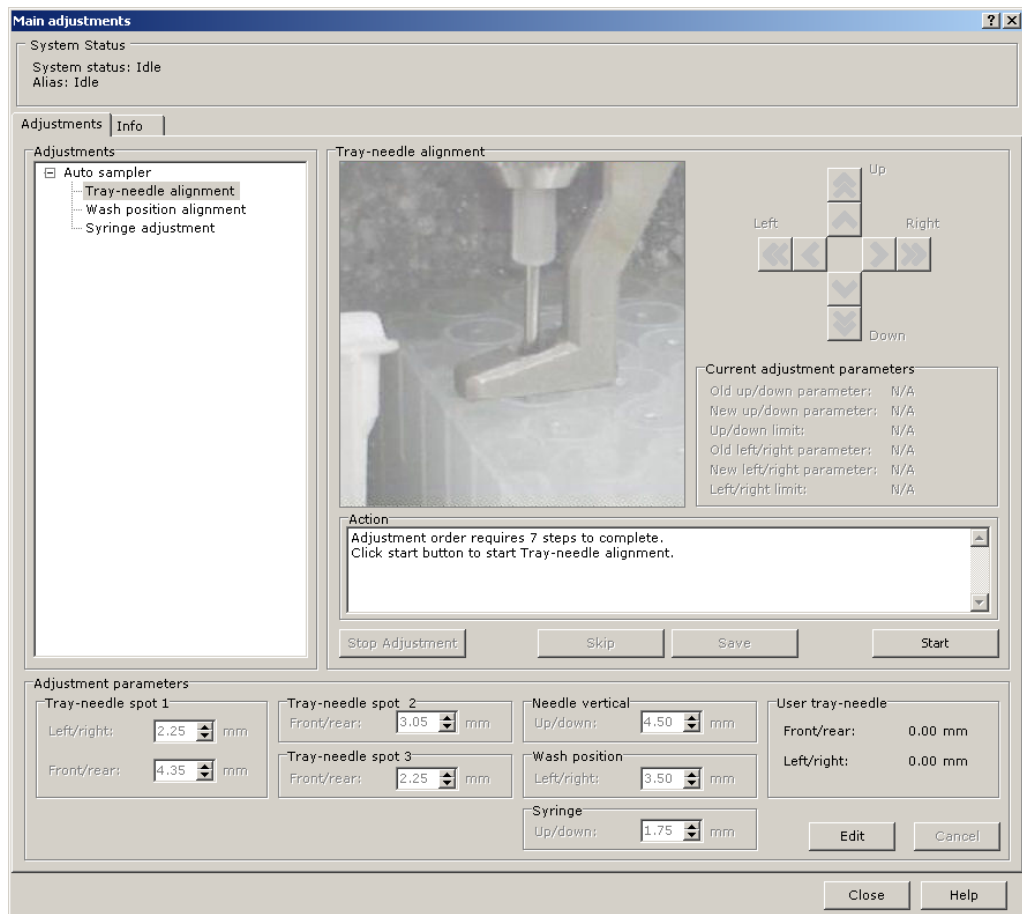 Main adjustments
System Status
System status: Idle
Alias: Idle
Adjustments Info
Adjustments
Auto sampler
Tray-needle alignment
Wash position alignment
Syringe adjustment
Tray-needle alignment
Up
Left Right
Down
Current adjustment parameters
Old up/down parameter: N/A
New up/down parameter: N/A
Up/down limit: N/A
Old left/right parameter: N/A
New left/right parameter: N/A
Left/right limit: N/A
Action
Adjustment order requires 7 steps to complete.
Click start button to start Tray-needle alignment.
Stop Adjustment Skip Save Start
Adjustment parameters
Tray-needle spot 1
Left/right: 2.25 mm
Front/rear: 4.35 mm
Tray-needle spot 2
Front/rear: 3.05 mm
Tray-needle spot 3
Front/rear: 2.25 mm
Needle vertical
Up/down: 4.50 mm
Wash position
Left/right: 3.50 mm
Syringe
Up/down: 1.75 mm
User tray-needle
Front/rear: 0.00 mm
Left/right: 0.00 mm
Edit Cancel
Close Help